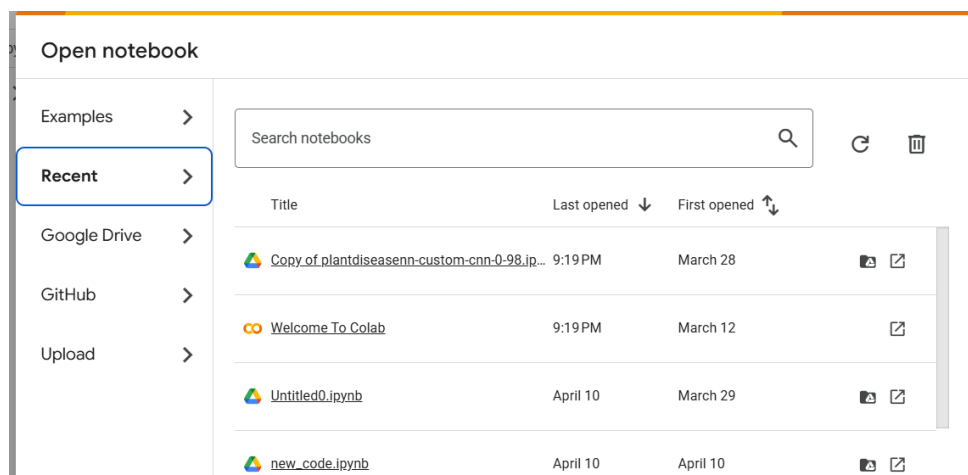 Open notebook
Examples
Recent
Google Drive
GitHub
Upload
Search notebooks
Title Last opened First opened
Copy of plantdiseasenn-custom-cnn-0-98.ip... 9:19 PM March 28
Welcome To Colab 9:19 PM March 12
Untitled0.ipynb April 10 March 29
new_code.ipynb April 10 April 10